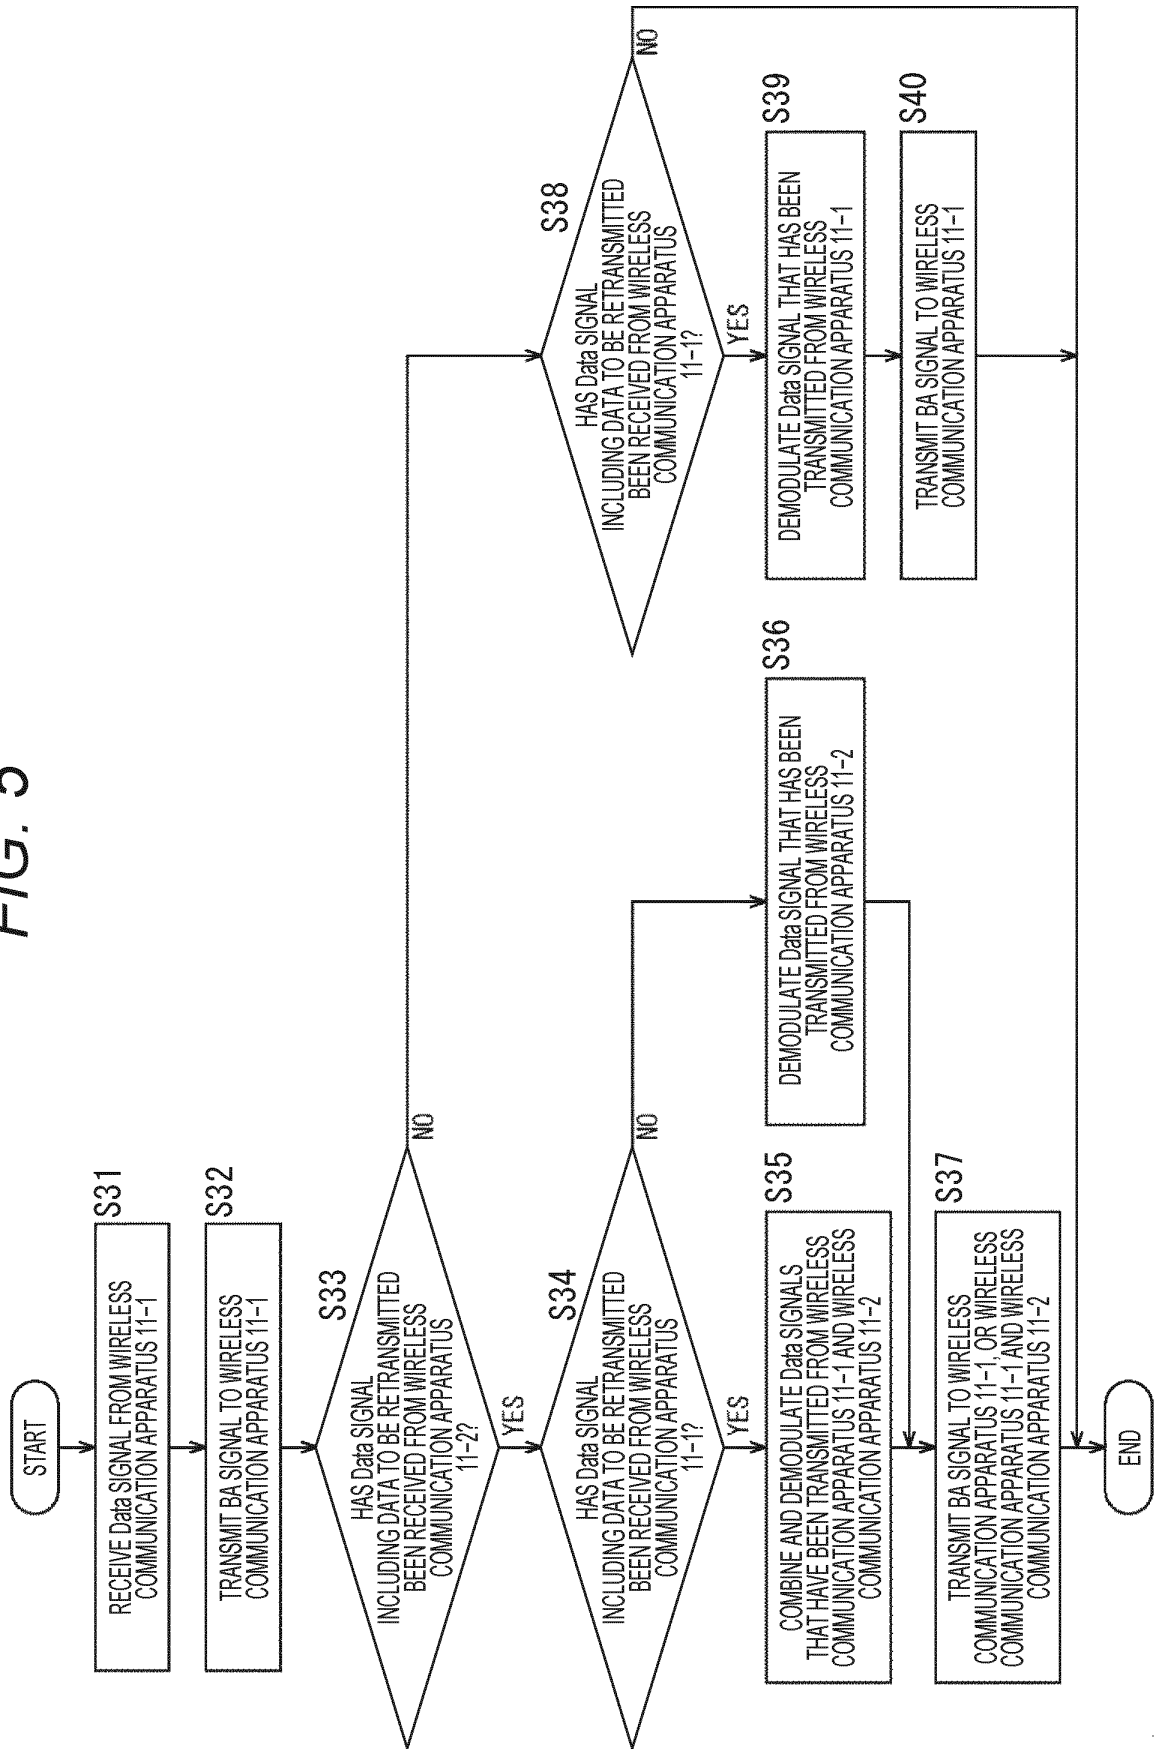 FIG. 5
START
S31
RECEIVE Data SIGNAL FROM WIRELESS
COMMUNICATION APPARATUS 11-1
S32
TRANSMIT BA SIGNAL TO WIRELESS
COMMUNICATION APPARATUS 11-1
S33
HAS Data SIGNAL
INCLUDING DATA TO BE RETRANSMITTED
BEEN RECEIVED FROM WIRELESS
COMMUNICATION APPARATUS
11-2?
NO
YES
S34
HAS Data SIGNAL
INCLUDING DATA TO BE RETRANSMITTED
BEEN RECEIVED FROM WIRELESS
COMMUNICATION APPARATUS
11-1?
NO
YES
S35
COMBINE AND DEMODULATE Data SIGNALS
THAT HAVE BEEN TRANSMITTED FROM WIRELESS
COMMUNICATION APPARATUS 11-1 AND WIRELESS
COMMUNICATION APPARATUS 11-2
S36
DEMODULATE Data SIGNAL THAT HAS BEEN
TRANSMITTED FROM WIRELESS
COMMUNICATION APPARATUS 11-2
S37
TRANSMIT BA SIGNAL TO WIRELESS
COMMUNICATION APPARATUS 11-1, OR WIRELESS
COMMUNICATION APPARATUS 11-1 AND WIRELESS
COMMUNICATION APPARATUS 11-2
S38
HAS Data SIGNAL
INCLUDING DATA TO BE RETRANSMITTED
BEEN RECEIVED FROM WIRELESS
COMMUNICATION APPARATUS
11-1?
NO
YES
S39
DEMODULATE Data SIGNAL THAT HAS BEEN
TRANSMITTED FROM WIRELESS
COMMUNICATION APPARATUS 11-1
S40
TRANSMIT BA SIGNAL TO WIRELESS
COMMUNICATION APPARATUS 11-1
END